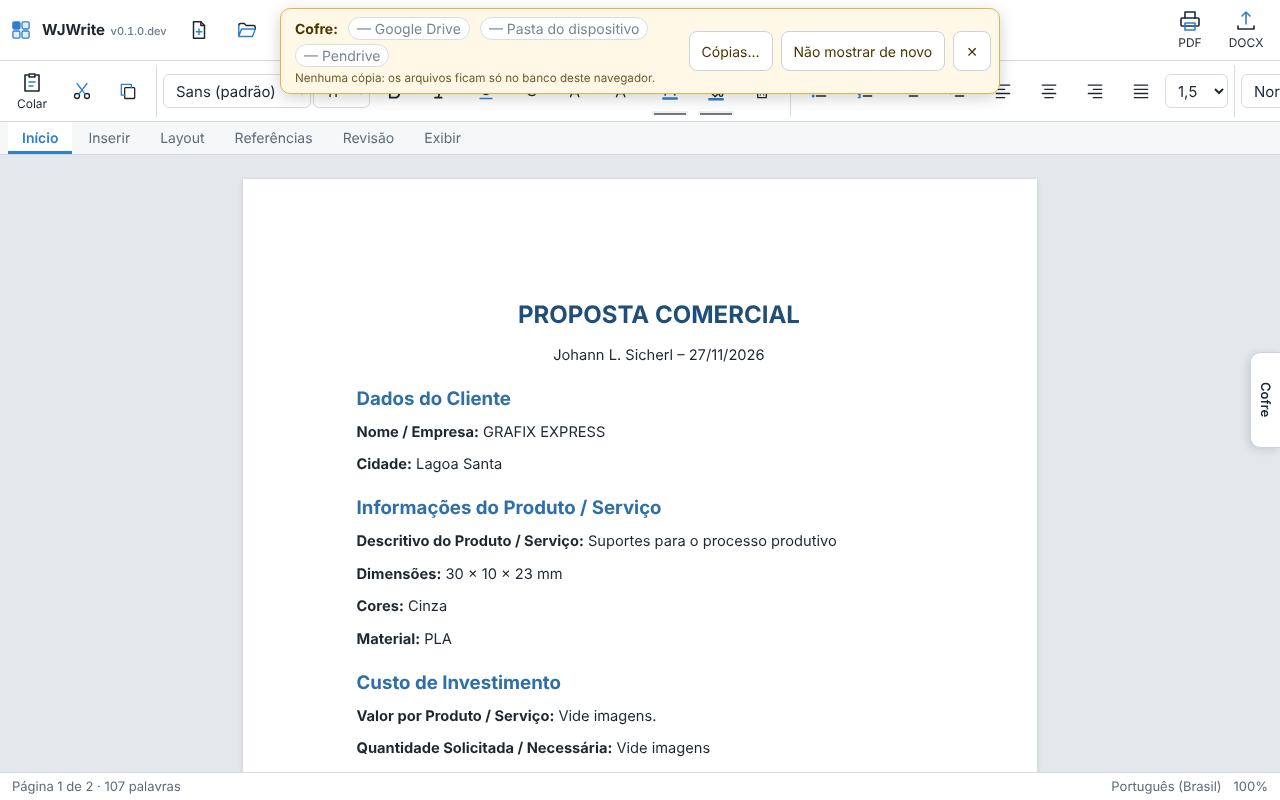 WJWrite v0.1.0.dev
Cofre: — Google Drive — Pasta do dispositivo
— Pendrive
Nenhuma cópia: os arquivos ficam só no banco deste navegador.
Cópias... Não mostrar de novo ✕
PDF DOCX
Colar Sans (padrão) 1,5
Início Inserir Layout Referências Revisão Exibir
PROPOSTA COMERCIAL
Johann L. Sicherl – 27/11/2026
Dados do Cliente
Nome / Empresa: GRAFIX EXPRESS
Cidade: Lagoa Santa
Informações do Produto / Serviço
Descritivo do Produto / Serviço: Suportes para o processo produtivo
Dimensões: 30 × 10 × 23 mm
Cores: Cinza
Material: PLA
Custo de Investimento
Valor por Produto / Serviço: Vide imagens.
Quantidade Solicitada / Necessária: Vide imagens
Cofre
Página 1 de 2 · 107 palavras
Português (Brasil) 100%